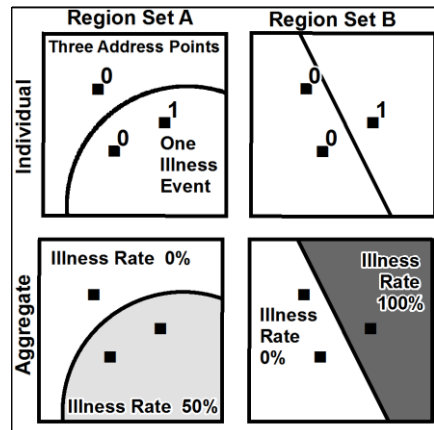 Region Set A
Region Set B
Individual
Three Address Points
0
0
1
One
Illness
Event
0
0
1
Aggregate
Illness Rate 0%
Illness Rate 50%
Illness
Rate
0%
Illness
Rate
100%